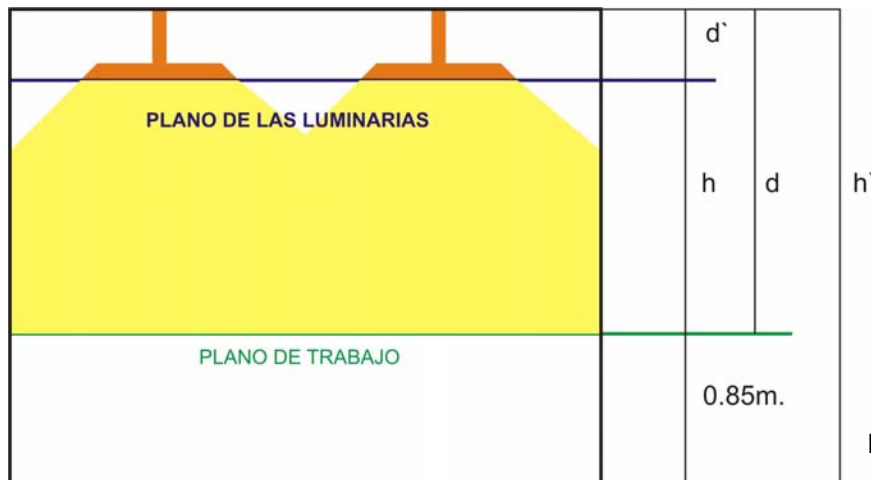 d`
PLANO DE LAS LUMINARIAS
h
d
h`
PLANO DE TRABAJO
0.85m.